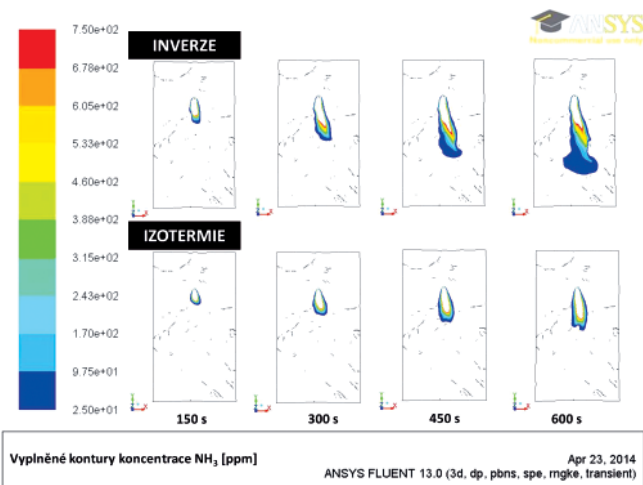 ANSYS
Noncommercial use only
7.50e+02
6.78e+02
6.05e+02
5.33e+02
4.60e+02
3.88e+02
3.15e+02
2.43e+02
1.70e+02
9.75e+01
2.50e+01
INVERZE
IZOTERMIE
150 s
300 s
450 s
600 s
Vyplněné kontury koncentrace NH₃ [ppm]
Apr 23, 2014
ANSYS FLUENT 13.0 (3d, dp, pbns, spe, rngke, transient)